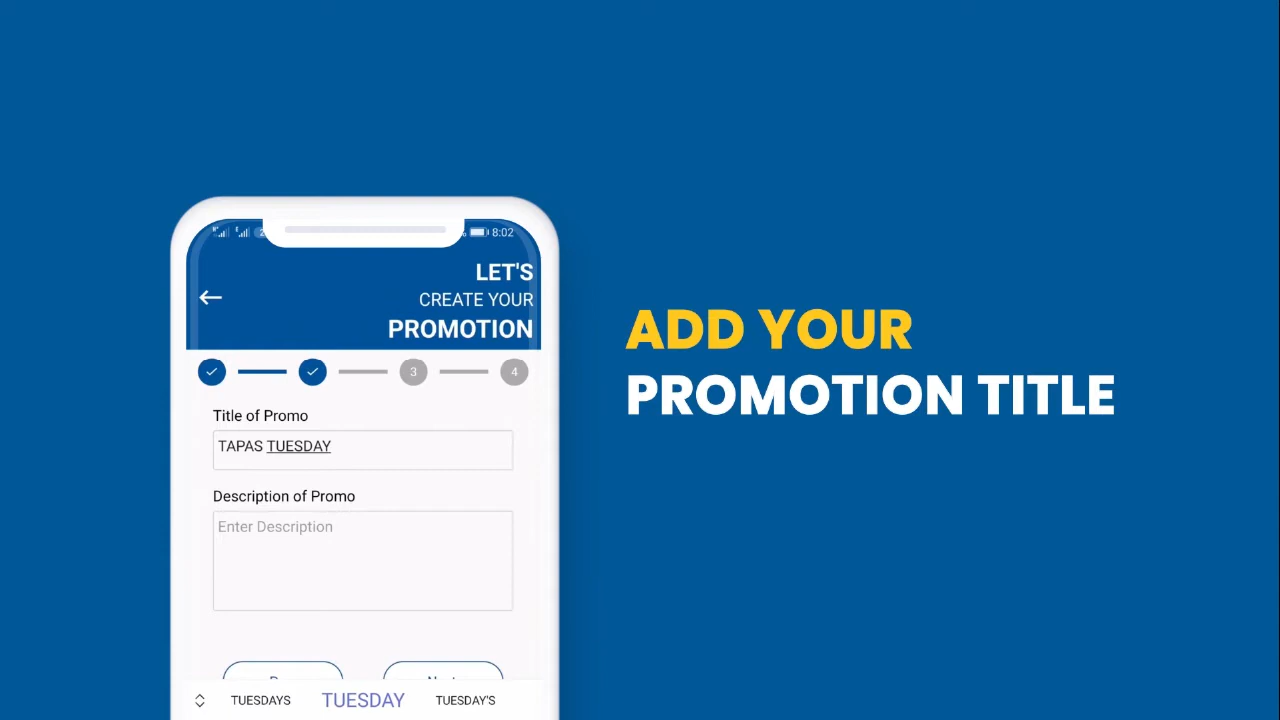 8:02
LET'S
CREATE YOUR
PROMOTION
3
4
Title of Promo
TAPAS TUESDAY
Description of Promo
Enter Description
TUESDAYS TUESDAY TUESDAY'S
ADD YOUR
PROMOTION TITLE